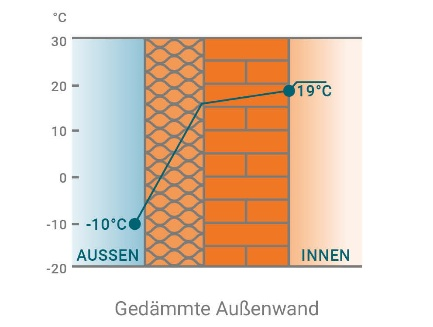 °C
30
20
19°C
10
0
-10
-10°C
AUSSEN
INNEN
-20
Gedämmte Außenwand